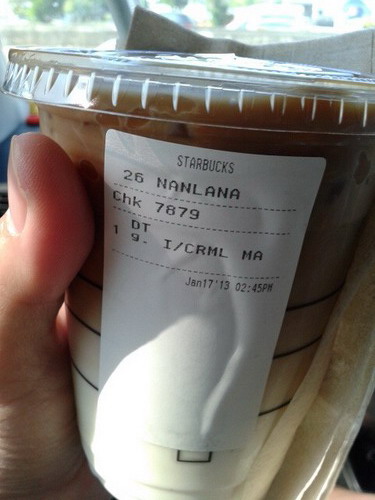 STARBUCKS
26 NANLANA
Chk 7879
DT
1 9. I/CRML MA
Jan17'13 02:45PM